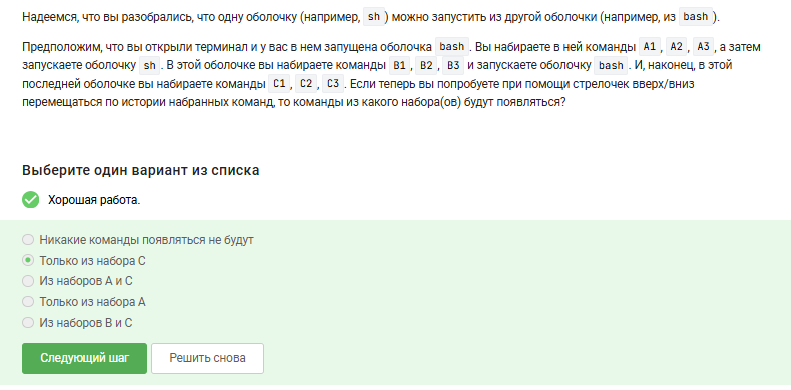 Надеемся, что вы разобрались, что одну оболочку (например, sh ) можно запустить из другой оболочки (например, из bash ).
Предположим, что вы открыли терминал и у вас в нем запущена оболочка bash . Вы набираете в ней команды A1 , A2 , A3 , а затем
запускаете оболочку sh . В этой оболочке вы набираете команды B1 , B2 , B3 и запускаете оболочку bash . И, наконец, в этой
последней оболочке вы набираете команды C1 , C2 , C3 . Если теперь вы попробуете при помощи стрелочек вверх/вниз
перемещаться по истории набранных команд, то команды из какого набора(ов) будут появляться?
Выберите один вариант из списка
Хорошая работа.
Никакие команды появляться не будут
Только из набора C
Из наборов A и C
Только из набора A
Из наборов B и C
Следующий шаг Решить снова